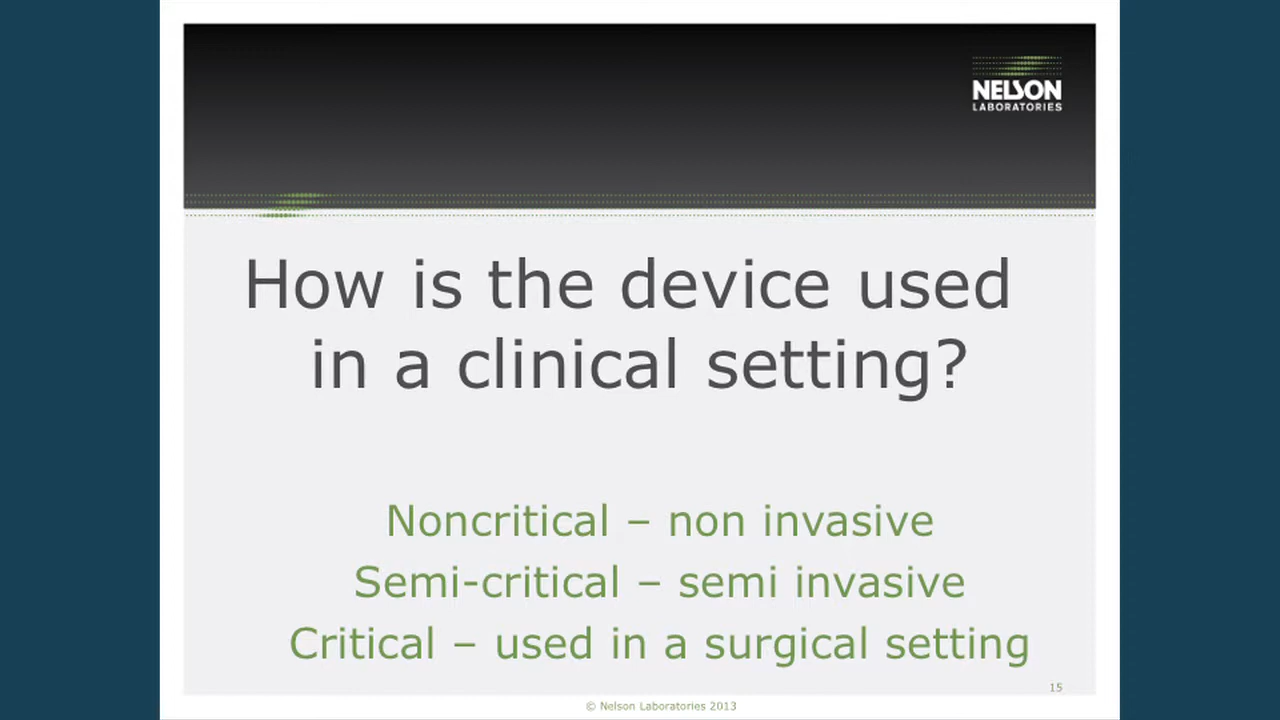 NELSON
LABORATORIES
How is the device used
in a clinical setting?
Noncritical – non invasive
Semi-critical – semi invasive
Critical – used in a surgical setting
15
© Nelson Laboratories 2013